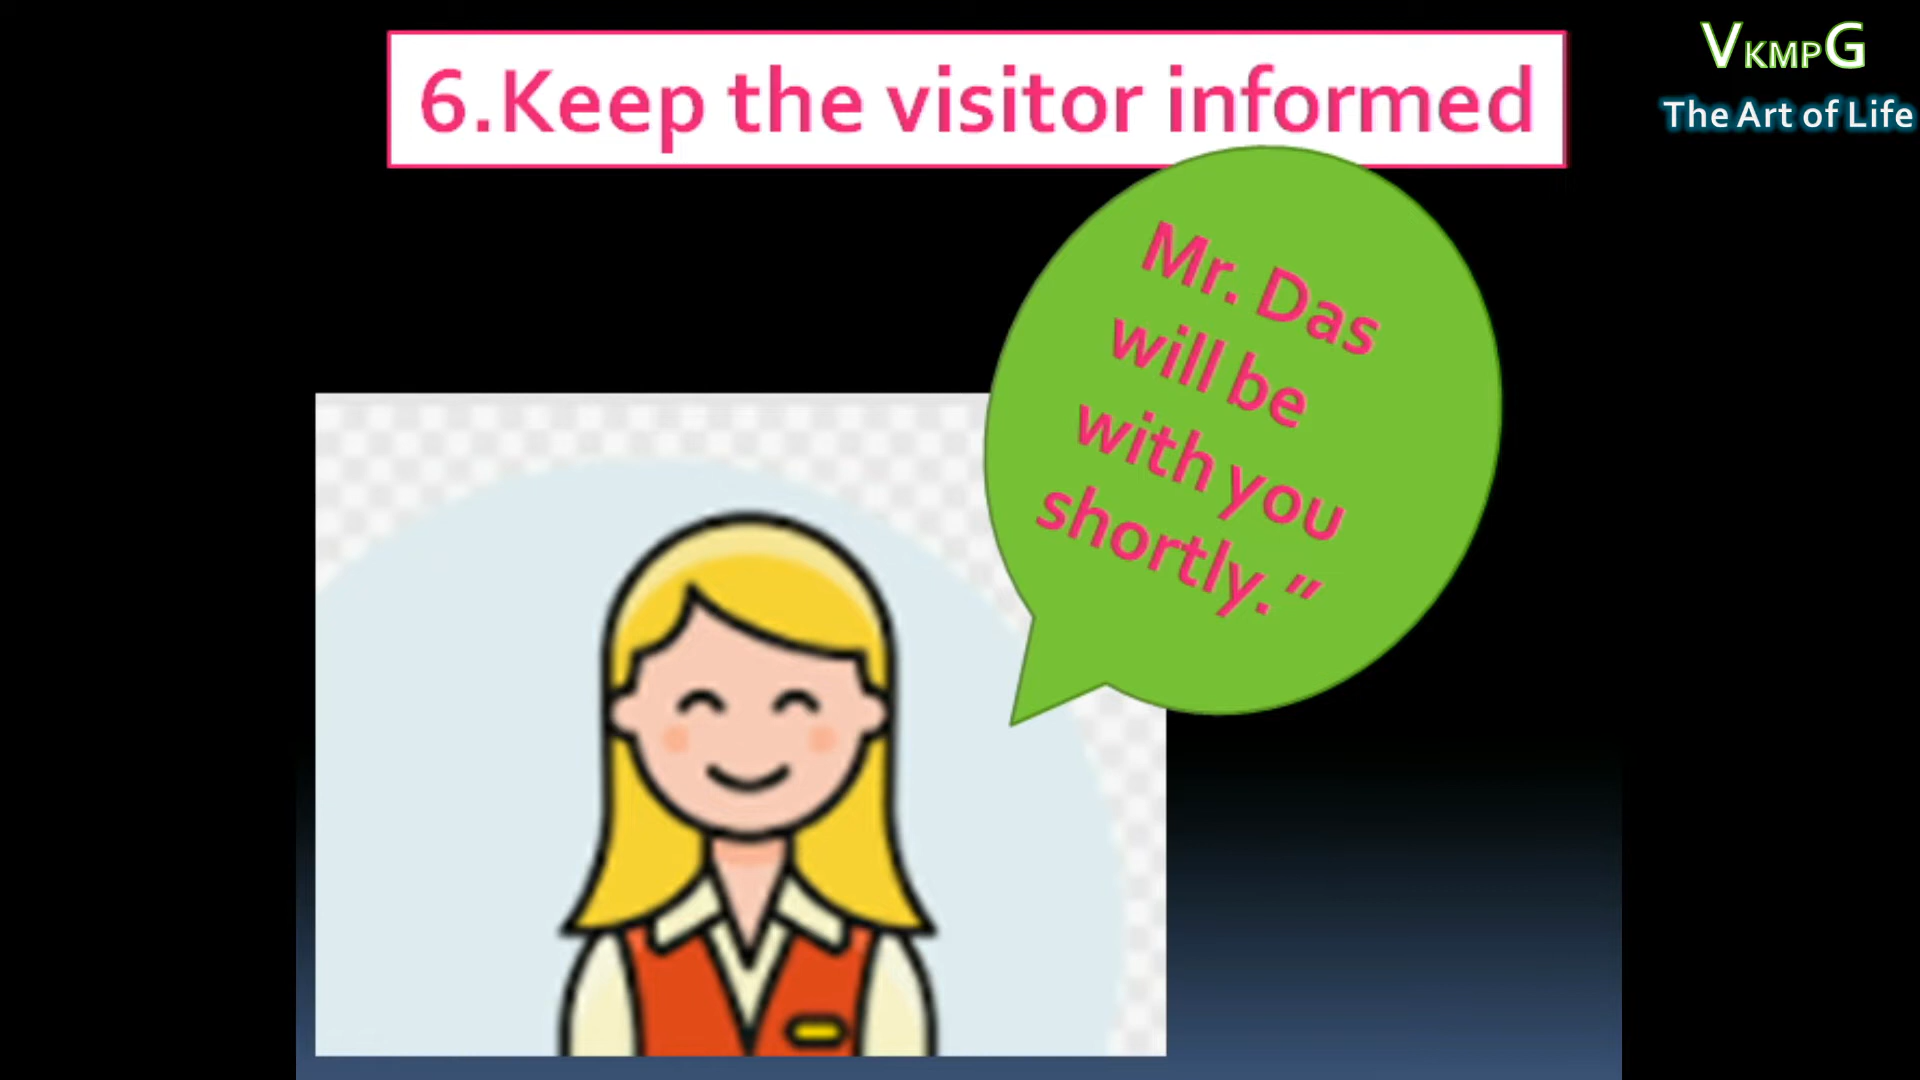 6.Keep the visitor informed
VKMPG
The Art of Life
Mr. Das
will be
with you
shortly.”